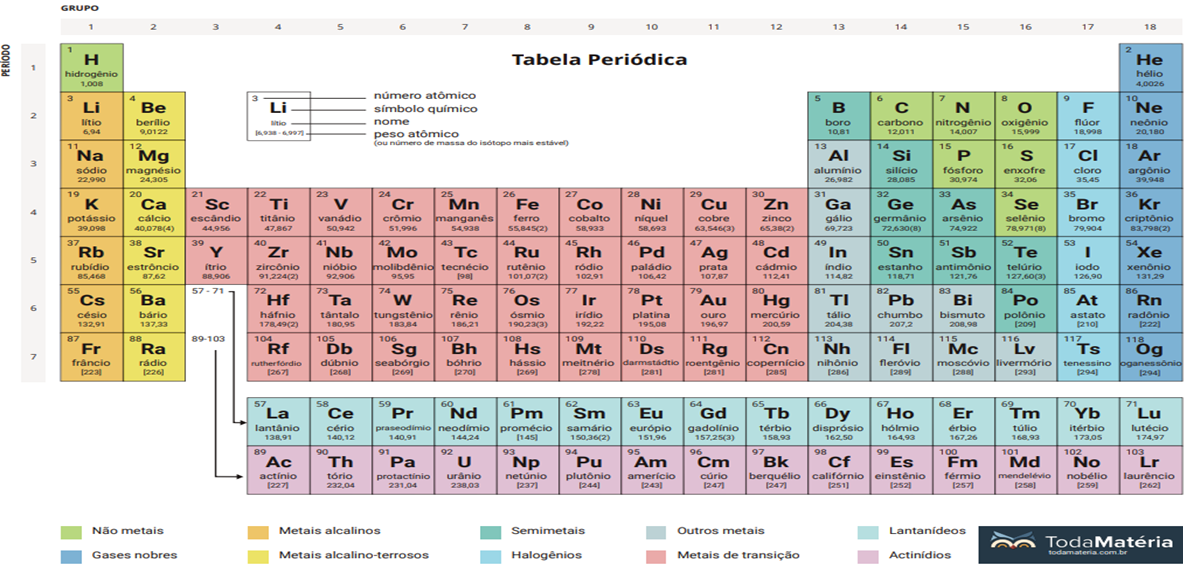 GRUPO
1 2 3 4 5 6 7 8 9 10 11 12 13 14 15 16 17 18
PERÍODO
Tabela Periódica
1
1 H hidrogênio 1,008
2 He hélio 4,0026
2
3 Li lítio 6,94
4 Be berílio 9,0122
3 Li lítio [6,938 - 6,997]
número atômico
símbolo químico
nome
peso atômico
(ou número de massa do isótopo mais estável)
5 B boro 10,81
6 C carbono 12,011
7 N nitrogênio 14,007
8 O oxigênio 15,999
9 F flúor 18,998
10 Ne neônio 20,180
3
11 Na sódio 22,990
12 Mg magnésio 24,305
13 Al alumínio 26,982
14 Si silício 28,085
15 P fósforo 30,974
16 S enxofre 32,06
17 Cl cloro 35,45
18 Ar argônio 39,948
4
19 K potássio 39,098
20 Ca cálcio 40,078(4)
21 Sc escândio 44,956
22 Ti titânio 47,867
23 V vanádio 50,942
24 Cr crômio 51,996
25 Mn manganês 54,938
26 Fe ferro 55,845(2)
27 Co cobalto 58,933
28 Ni níquel 58,693
29 Cu cobre 63,546(3)
30 Zn zinco 65,38(2)
31 Ga gálio 69,723
32 Ge germânio 72,630(8)
33 As arsênio 74,922
34 Se selênio 78,971(8)
35 Br bromo 79,904
36 Kr criptônio 83,798(2)
5
37 Rb rubídio 85,468
38 Sr estrôncio 87,62
39 Y ítrio 88,906
40 Zr zircônio 91,224(2)
41 Nb nióbio 92,906
42 Mo molibdênio 95,95
43 Tc tecnécio [98]
44 Ru rutênio 101,07(2)
45 Rh ródio 102,91
46 Pd paládio 106,42
47 Ag prata 107,87
48 Cd cádmio 112,41
49 In índio 114,82
50 Sn estanho 118,71
51 Sb antimônio 121,76
52 Te telúrio 127,60(3)
53 I iodo 126,90
54 Xe xenônio 131,29
6
55 Cs césio 132,91
56 Ba bário 137,33
57 - 71
72 Hf háfnio 178,49(2)
73 Ta tântalo 180,95
74 W tungstênio 183,84
75 Re rênio 186,21
76 Os ósmio 190,23(3)
77 Ir irídio 192,22
78 Pt platina 195,08
79 Au ouro 196,97
80 Hg mercúrio 200,59
81 Tl tálio 204,38
82 Pb chumbo 207,2
83 Bi bismuto 208,98
84 Po polônio [209]
85 At astato [210]
86 Rn radônio [222]
7
87 Fr frâncio [223]
88 Ra rádio [226]
89-103
104 Rf rutherfórdio [267]
105 Db dúbnio [268]
106 Sg seabórgio [269]
107 Bh bóhrio [270]
108 Hs hássio [269]
109 Mt meitnério [278]
110 Ds darmstádtio [281]
111 Rg roentgênio [281]
112 Cn copernício [285]
113 Nh nihônio [286]
114 Fl fleróvio [289]
115 Mc moscóvio [288]
116 Lv livermório [293]
117 Ts tenessino [294]
118 Og oganessônio [294]
57 La lantânio 138,91
58 Ce cério 140,12
59 Pr praseodímio 140,91
60 Nd neodímio 144,24
61 Pm promécio [145]
62 Sm samário 150,36(2)
63 Eu európio 151,96
64 Gd gadolínio 157,25(3)
65 Tb térbio 158,93
66 Dy disprósio 162,50
67 Ho hólmio 164,93
68 Er érbio 167,26
69 Tm túlio 168,93
70 Yb itérbio 173,05
71 Lu lutécio 174,97
89 Ac actínio [227]
90 Th tório 232,04
91 Pa protactínio 231,04
92 U urânio 238,03
93 Np netúnio [237]
94 Pu plutônio [244]
95 Am amerício [243]
96 Cm cúrio [247]
97 Bk berquélio [247]
98 Cf califórnio [251]
99 Es einstênio [252]
100 Fm férmio [257]
101 Md mendelévio [258]
102 No nobélio [259]
103 Lr laurêncio [262]
Não metais
Metais alcalinos
Semimetais
Outros metais
Lantanídeos
Gases nobres
Metais alcalino-terrosos
Halogênios
Metais de transição
Actinídios
TodaMatéria
todamateria.com.br